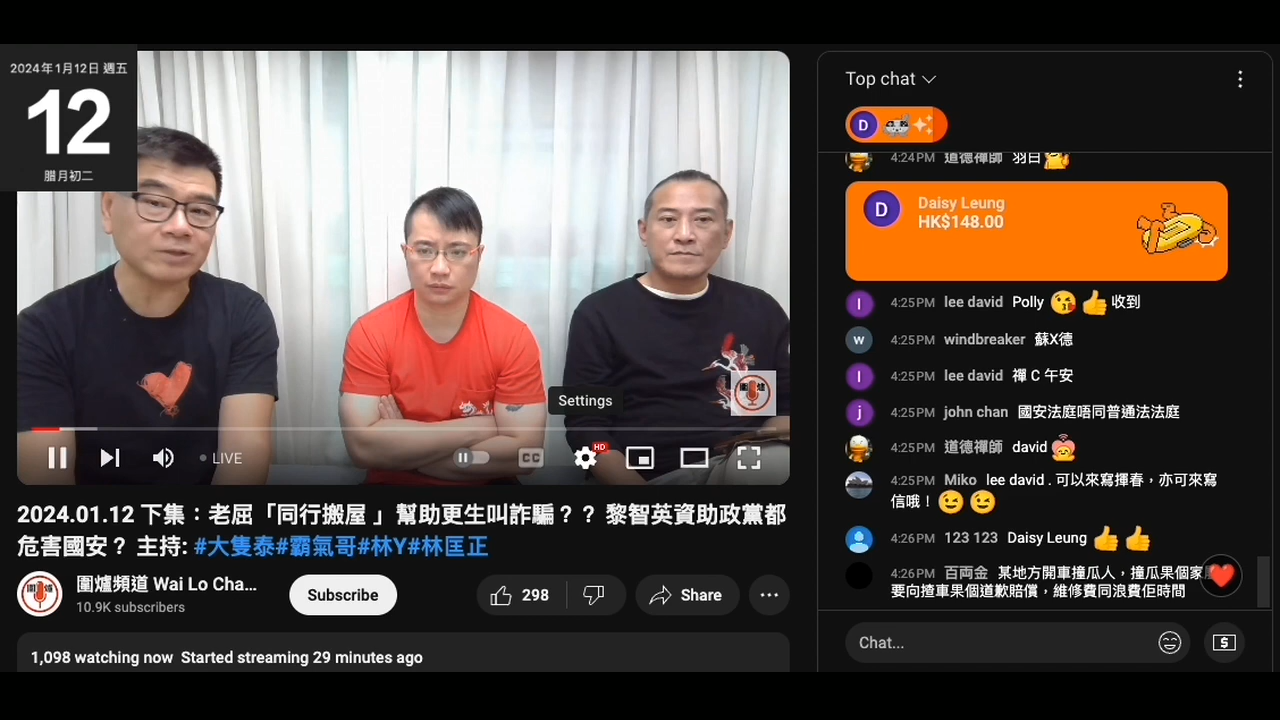 2024年1月12日 週五
12
腊月初二
Settings
LIVE
CC
HD
2024.01.12 下集：老屈「同行搬屋 」幫助更生叫詐騙？？ 黎智英資助政黨都
危害國安？ 主持: #大隻泰#霸氣哥#林Y#林匡正
圍爐頻道 Wai Lo Cha...
10.9K subscribers
Subscribe
298
Share
1,098 watching now Started streaming 29 minutes ago
Top chat
D
4:24PM 道德禪師 羽白
D
Daisy Leung
HK$148.00
l
4:25PM lee david Polly 收到
w
4:25PM windbreaker 蘇X德
l
4:25PM lee david 禪 C 午安
j
4:25PM john chan 國安法庭唔同普通法法庭
4:25PM 道德禪師 david
4:25PM Miko lee david . 可以來寫揮春，亦可來寫
信哦！
4:26PM 123 123 Daisy Leung
4:26PM 百両金 某地方開車撞瓜人，撞瓜果個家
要向揸車果個道歉賠償，維修費同浪費佢時間
Chat...